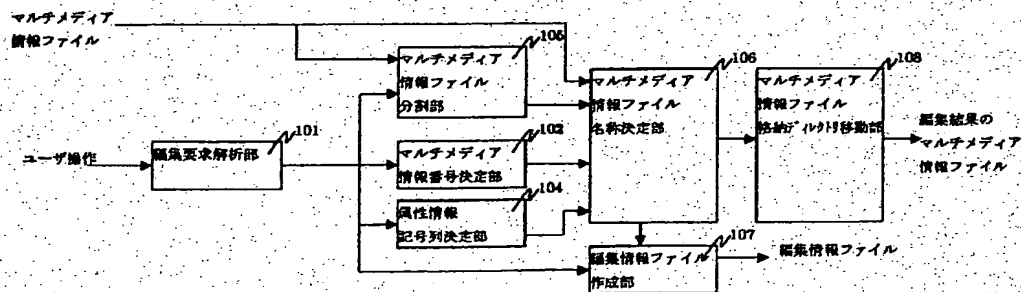 マルチメディア
情報ファイル
105
マルチメディア
情報ファイル
分割部
106
マルチメディア
情報ファイル
名称決定部
108
マルチメディア
情報ファイル
格納ディレクトリ移動部
編集結果の
マルチメディア
情報ファイル
ユーザ操作
101
編集要求解析部
102
マルチメディア
情報番号決定部
104
属性情報
記号列決定部
107
編集情報ファイル
作成部
編集情報ファイル